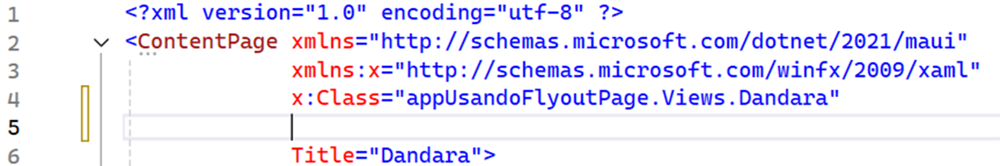 1 <?xml version="1.0" encoding="utf-8" ?>
2 <ContentPage xmlns="http://schemas.microsoft.com/dotnet/2021/maui"
3 xmlns:x="http://schemas.microsoft.com/winfx/2009/xaml"
4 x:Class="appUsandoFlyoutPage.Views.Dandara"
5
6 Title="Dandara">